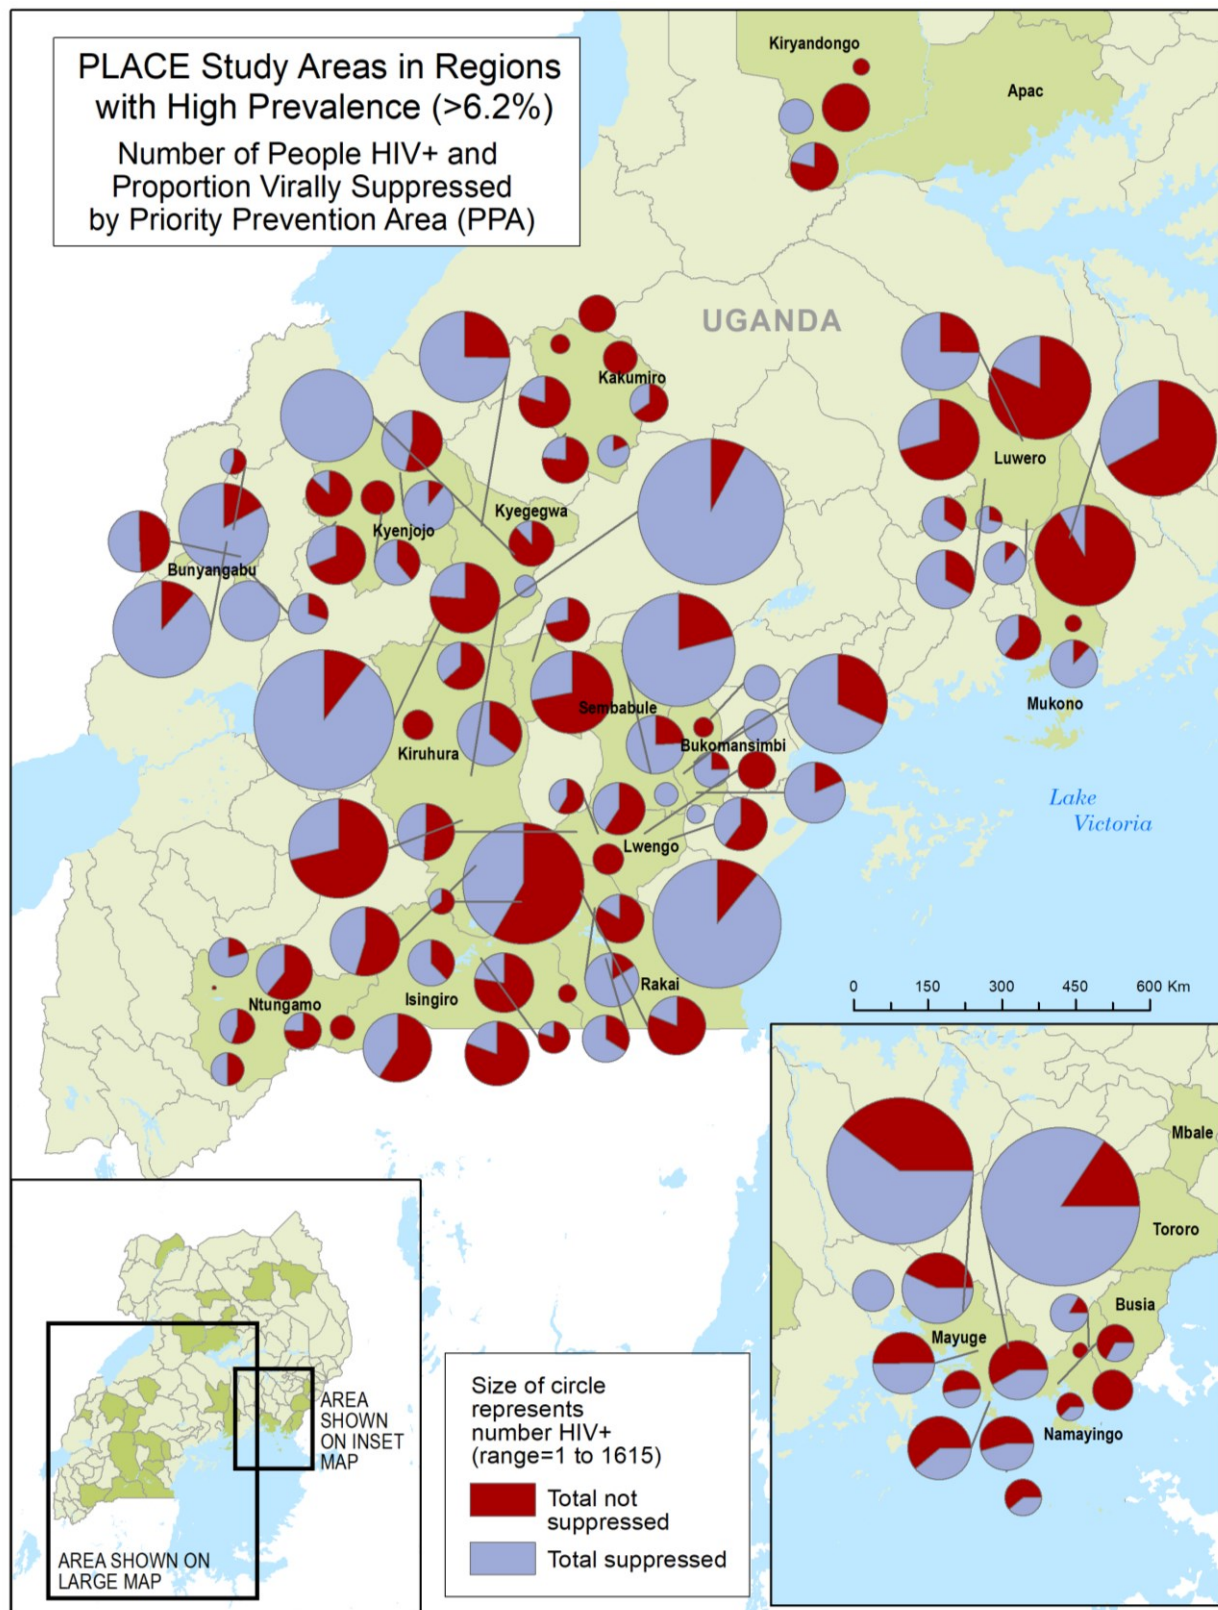 PLACE Study Areas in Regions
with High Prevalence (>6.2%)
Number of People HIV+ and
Proportion Virally Suppressed
by Priority Prevention Area (PPA)
Kiryandongo
Apac
UGANDA
Kakumiro
Luwero
Kyegegwa
Kyenjojo
Bunyangabu
Mukono
Sembabule
Bukomansimbi
Kiruhura
Lake
Victoria
Lwengo
Rakai
Isingiro
Ntungamo
0 150 300 450 600 Km
Mbale
Tororo
Busia
Mayuge
Namayingo
AREA
SHOWN
ON INSET
MAP
AREA SHOWN ON
LARGE MAP
Size of circle
represents
number HIV+
(range=1 to 1615)
Total not
suppressed
Total suppressed